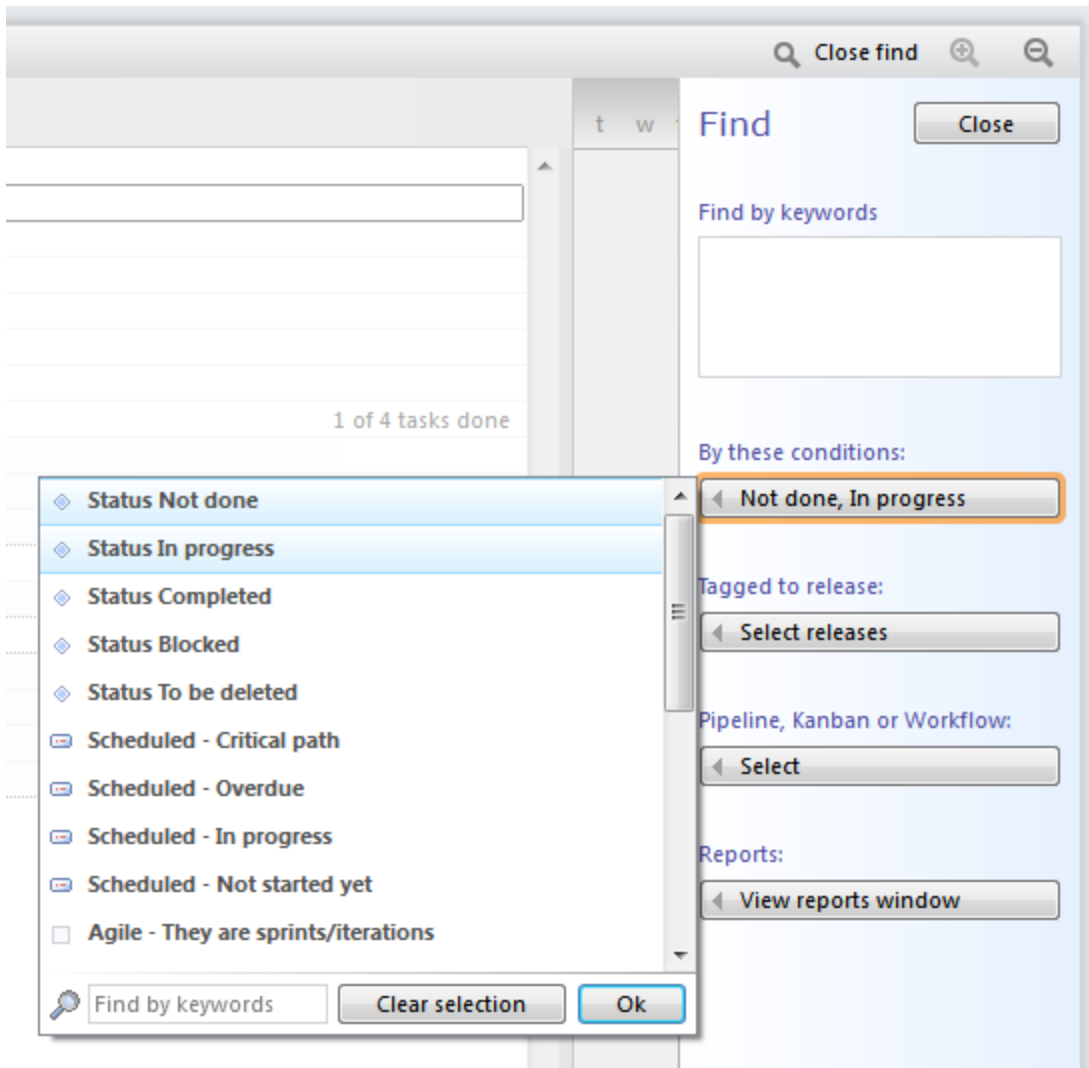 Close find
t w
Find
Close
Find by keywords
1 of 4 tasks done
By these conditions:
Not done, In progress
Tagged to release:
Select releases
Pipeline, Kanban or Workflow:
Select
Reports:
View reports window
Status Not done
Status In progress
Status Completed
Status Blocked
Status To be deleted
Scheduled - Critical path
Scheduled - Overdue
Scheduled - In progress
Scheduled - Not started yet
Agile - They are sprints/iterations
Find by keywords
Clear selection
Ok